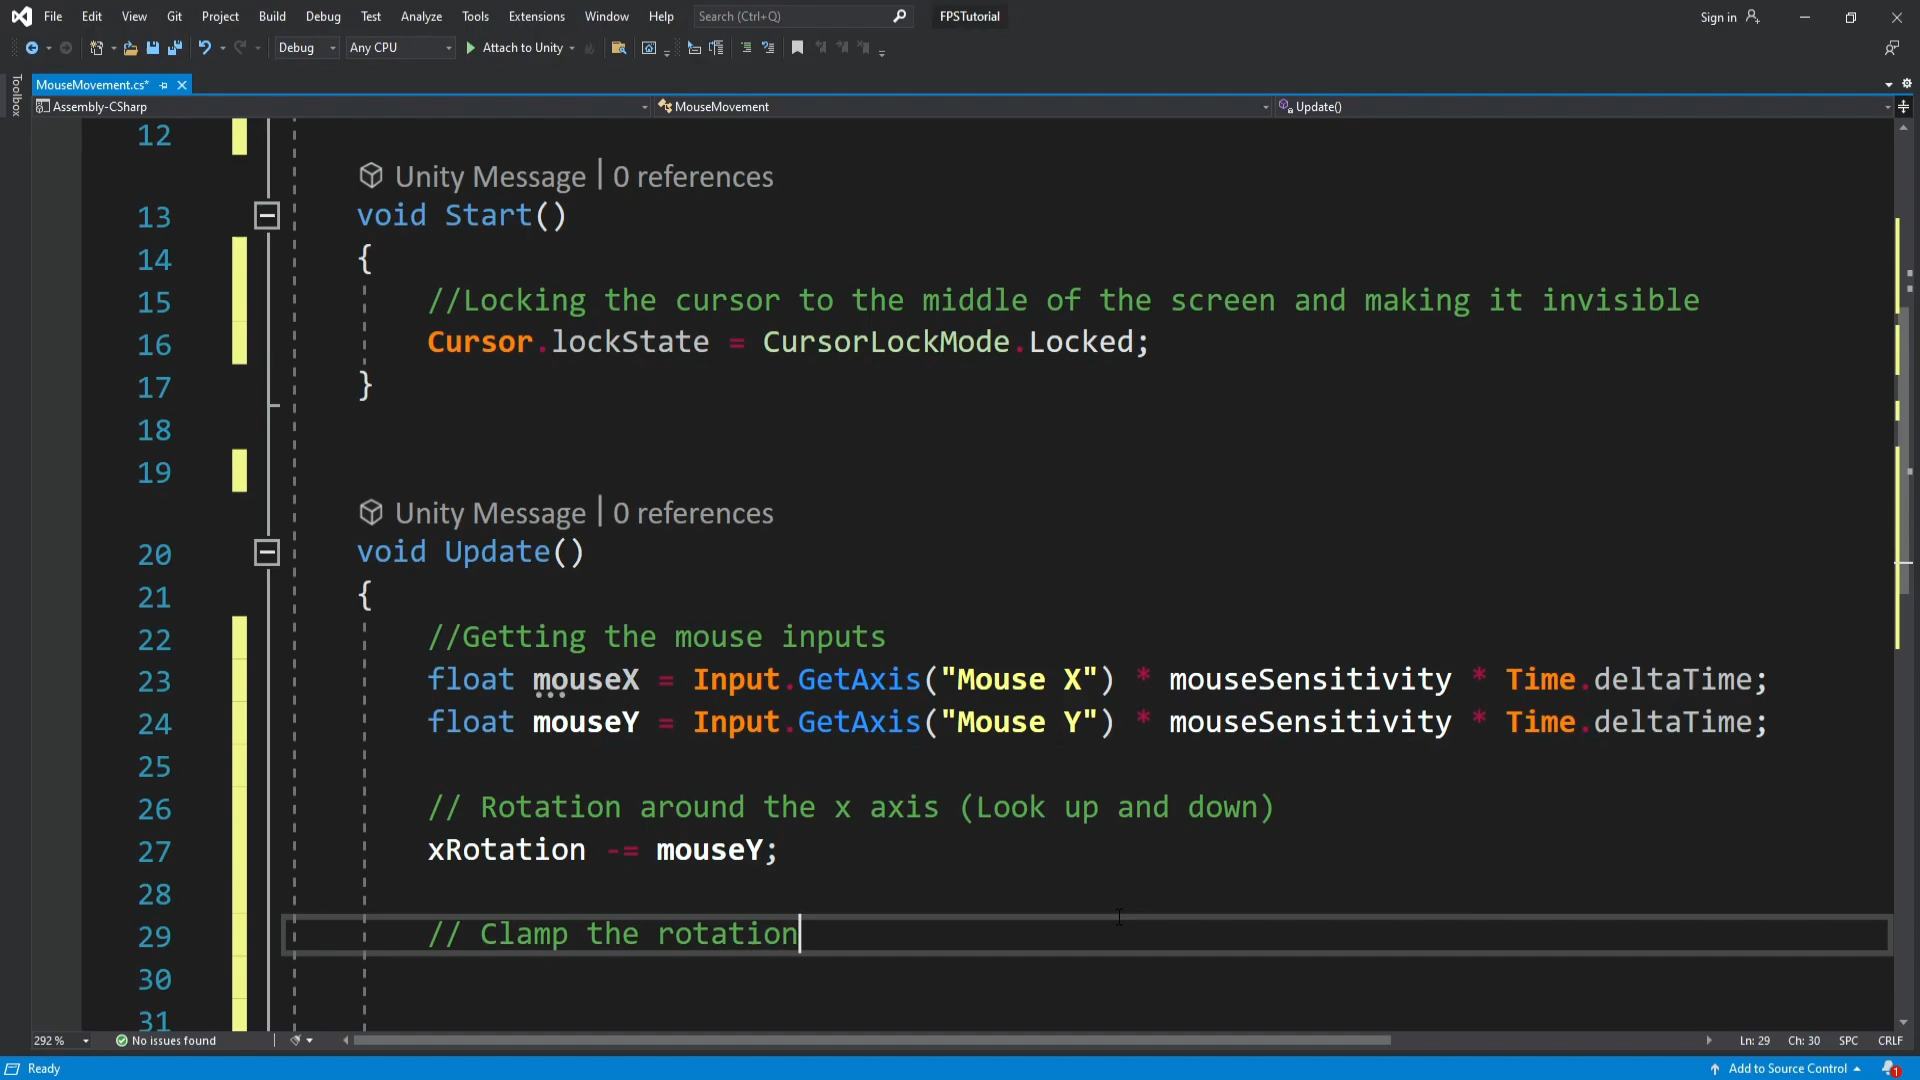 File Edit View Git Project Build Debug Test Analyze Tools Extensions Window Help Search (Ctrl+Q) FPSTutorial Sign in
Debug Any CPU Attach to Unity
Toolbox
MouseMovement.cs*
Assembly-CSharp MouseMovement Update()
12
Unity Message | 0 references
13 void Start()
14 {
15 //Locking the cursor to the middle of the screen and making it invisible
16 Cursor.lockState = CursorLockMode.Locked;
17 }
18
19
Unity Message | 0 references
20 void Update()
21 {
22 //Getting the mouse inputs
23 float mouseX = Input.GetAxis("Mouse X") * mouseSensitivity * Time.deltaTime;
24 float mouseY = Input.GetAxis("Mouse Y") * mouseSensitivity * Time.deltaTime;
25
26 // Rotation around the x axis (Look up and down)
27 xRotation -= mouseY;
28
29 // Clamp the rotation
30
31
292 % No issues found Ln: 29 Ch: 30 SPC CRLF
Ready Add to Source Control 1